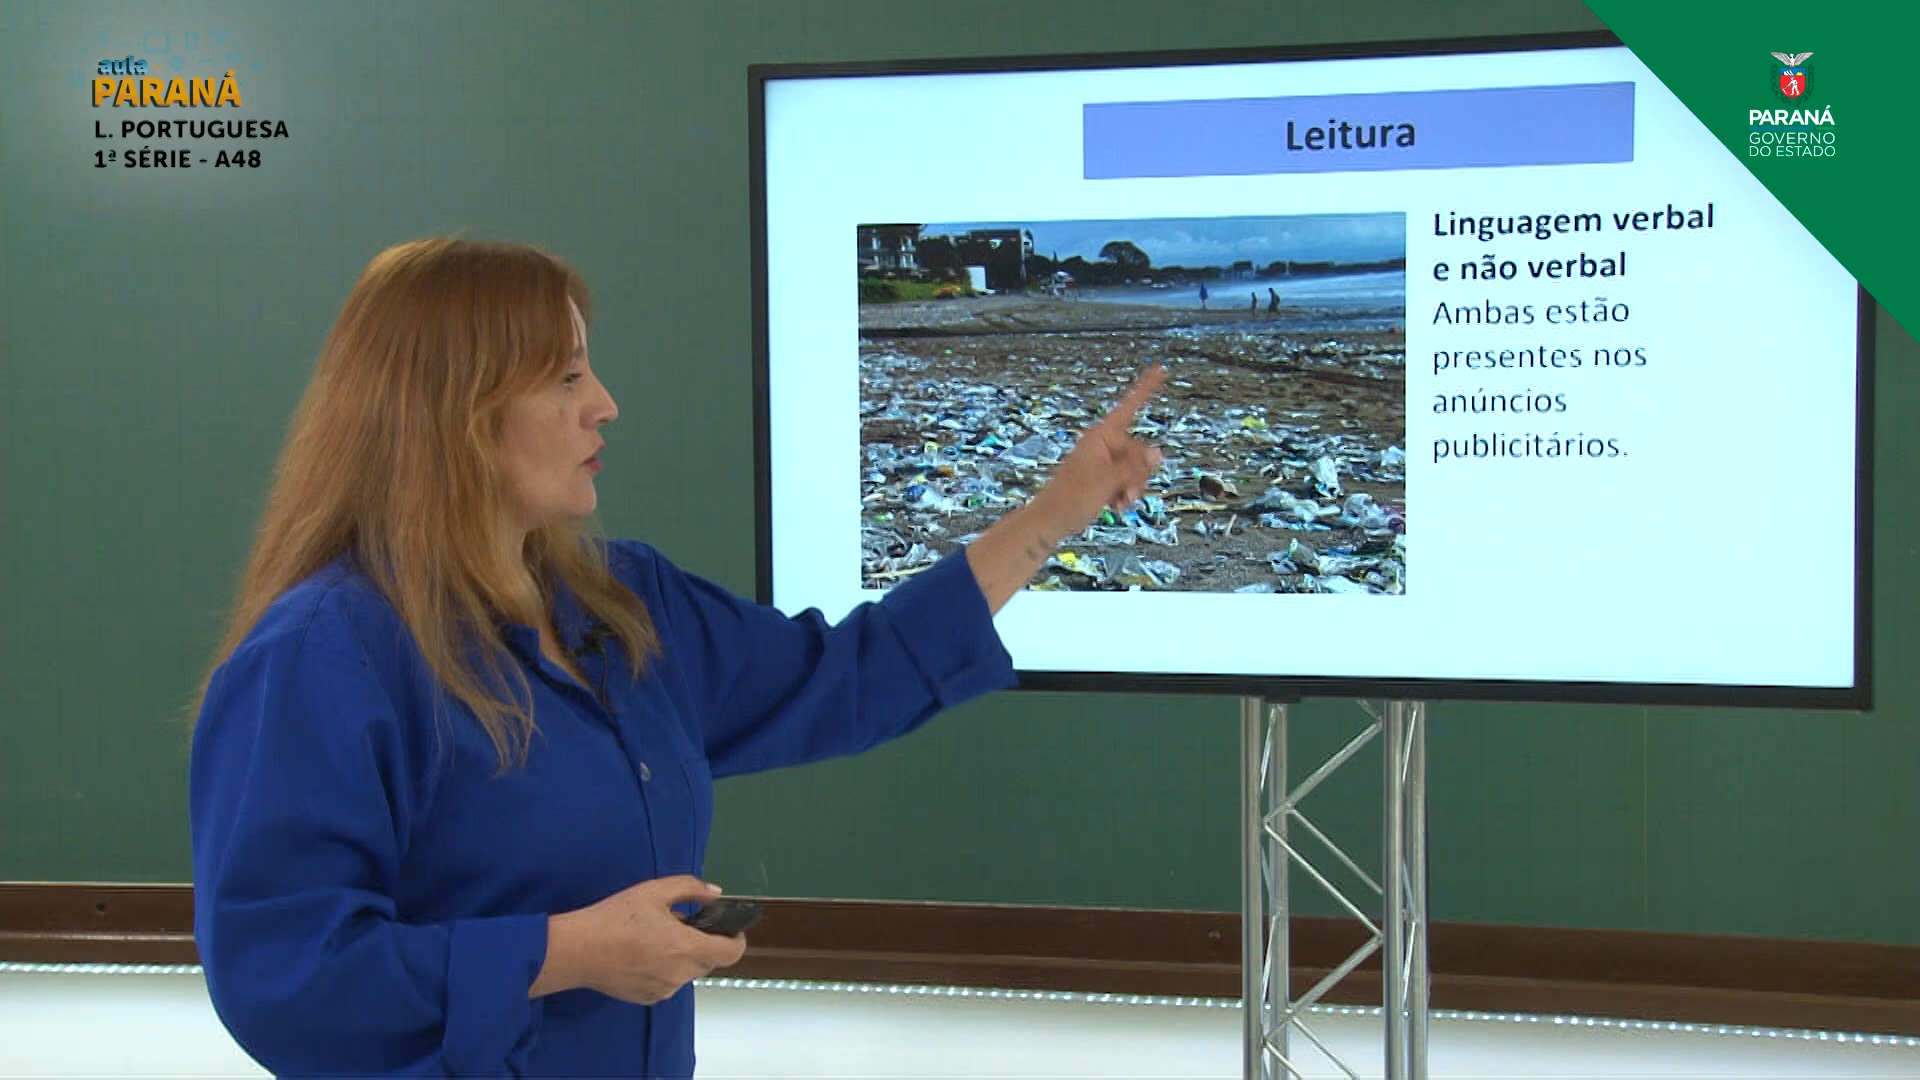 aula
PARANÁ
L. PORTUGUESA
1ª SÉRIE - A48
Leitura
Linguagem verbal
e não verbal
Ambas estão
presentes nos
anúncios
publicitários.
PARANÁ
GOVERNO
DO ESTADO